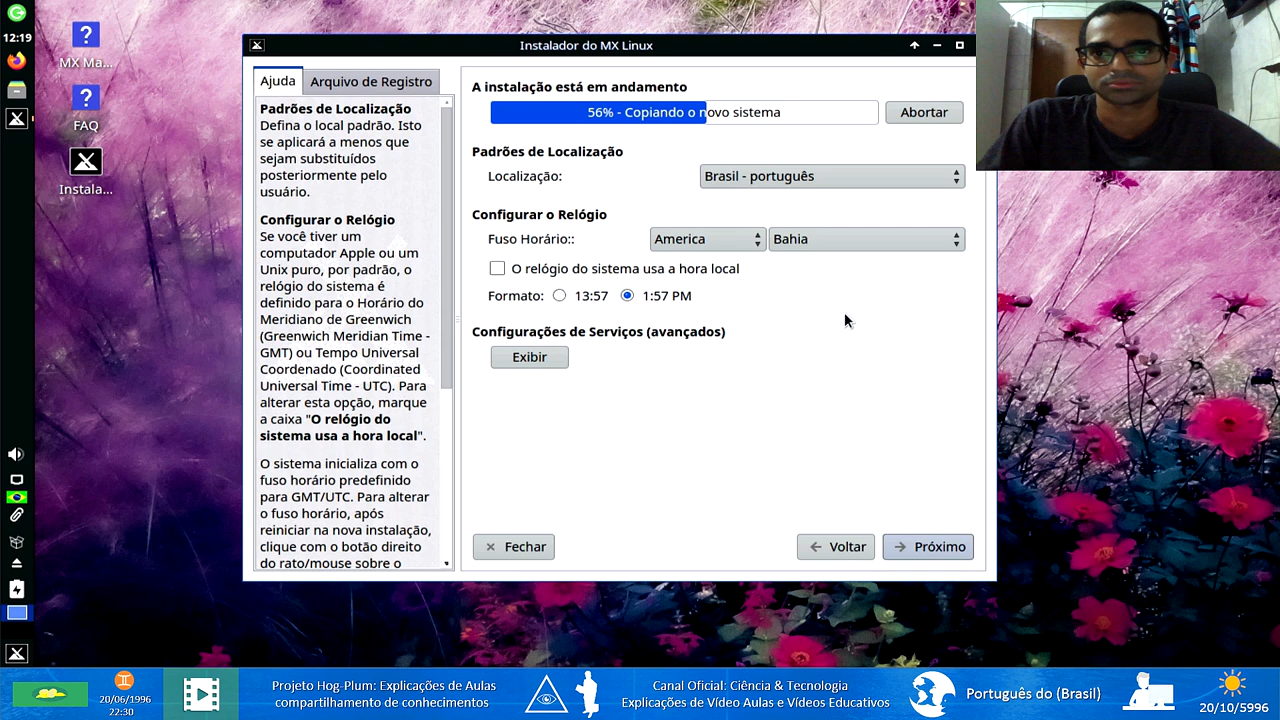 12:19
MX Ma...
FAQ
Instala...
Instalador do MX Linux
Ajuda
Arquivo de Registro
Padrões de Localização
Defina o local padrão. Isto
se aplicará a menos que
sejam substituídos
posteriormente pelo
usuário.
Configurar o Relógio
Se você tiver um
computador Apple ou um
Unix puro, por padrão, o
relógio do sistema é
definido para o Horário do
Meridiano de Greenwich
(Greenwich Meridian Time -
GMT) ou Tempo Universal
Coordenado (Coordinated
Universal Time - UTC). Para
alterar esta opção, marque
a caixa "O relógio do
sistema usa a hora local".
O sistema inicializa com o
fuso horário predefinido
para GMT/UTC. Para alterar
o fuso horário, após
reiniciar na nova instalação,
clique com o botão direito
do rato/mouse sobre o
A instalação está em andamento
56% - Copiando o novo sistema
Abortar
Padrões de Localização
Localização:
Brasil - português
Configurar o Relógio
Fuso Horário::
America
Bahia
O relógio do sistema usa a hora local
Formato:
13:57
1:57 PM
Configurações de Serviços (avançados)
Exibir
Fechar
Voltar
Próximo
20/06/1996
22:30
Projeto Hog-Plum: Explicações de Aulas
compartilhamento de conhecimentos
Canal Oficial: Ciência & Tecnologia
Explicações de Vídeo Aulas e Vídeos Educativos
Português do (Brasil)
20/10/5996